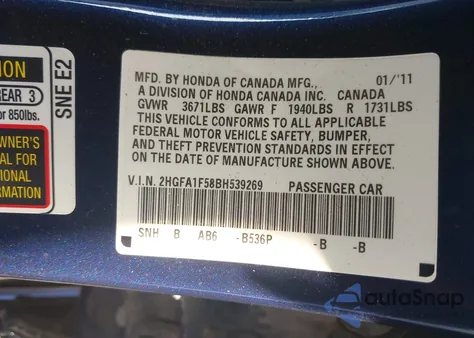 ION
REAR 3
or 850lbs.
WNER'S
AL FOR
IONAL
RMATION
SNE E2
MFD. BY HONDA OF CANADA MFG., 01/'11
A DIVISION OF HONDA CANADA INC. CANADA
GVWR 3671LBS GAWR F 1940LBS R 1731LBS
THIS VEHICLE CONFORMS TO ALL APPLICABLE
FEDERAL MOTOR VEHICLE SAFETY, BUMPER,
AND THEFT PREVENTION STANDARDS IN EFFECT
ON THE DATE OF MANUFACTURE SHOWN ABOVE.
V.I.N. 2HGFA1F58BH539269 PASSENGER CAR
SNH B AB6 -B536P -B -B
autoSnap